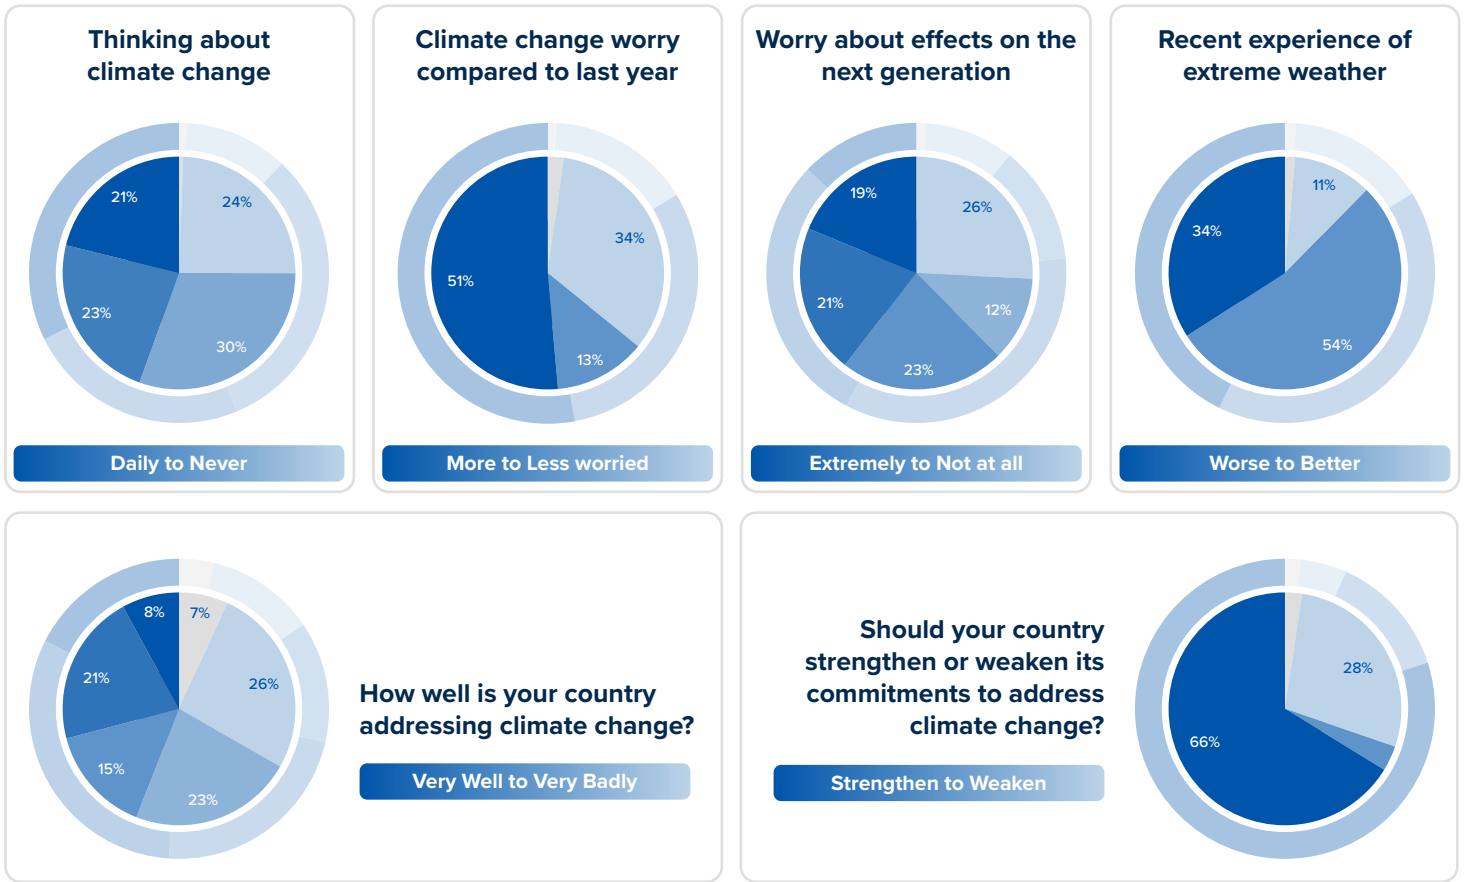 Thinking about
climate change
21%
24%
23%
30%
Daily to Never
Climate change worry
compared to last year
34%
51%
13%
More to Less worried
Worry about effects on the
next generation
19%
26%
21%
12%
23%
Extremely to Not at all
Recent experience of
extreme weather
11%
34%
54%
Worse to Better
8%
7%
21%
26%
15%
23%
How well is your country
addressing climate change?
Very Well to Very Badly
Should your country
strengthen or weaken its
commitments to address
climate change?
Strengthen to Weaken
28%
66%